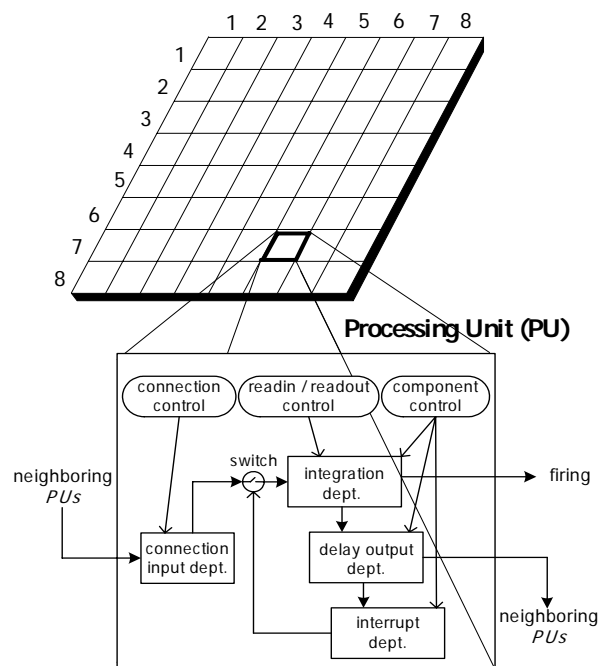 1 2 3 4 5 6 7 8
1
2
3
4
5
6
7
8
Processing Unit (PU)
connection
control
readin / readout
control
component
control
neighboring
PUs
switch
integration
dept.
firing
connection
input dept.
delay output
dept.
interrupt
dept.
neighboring
PUs